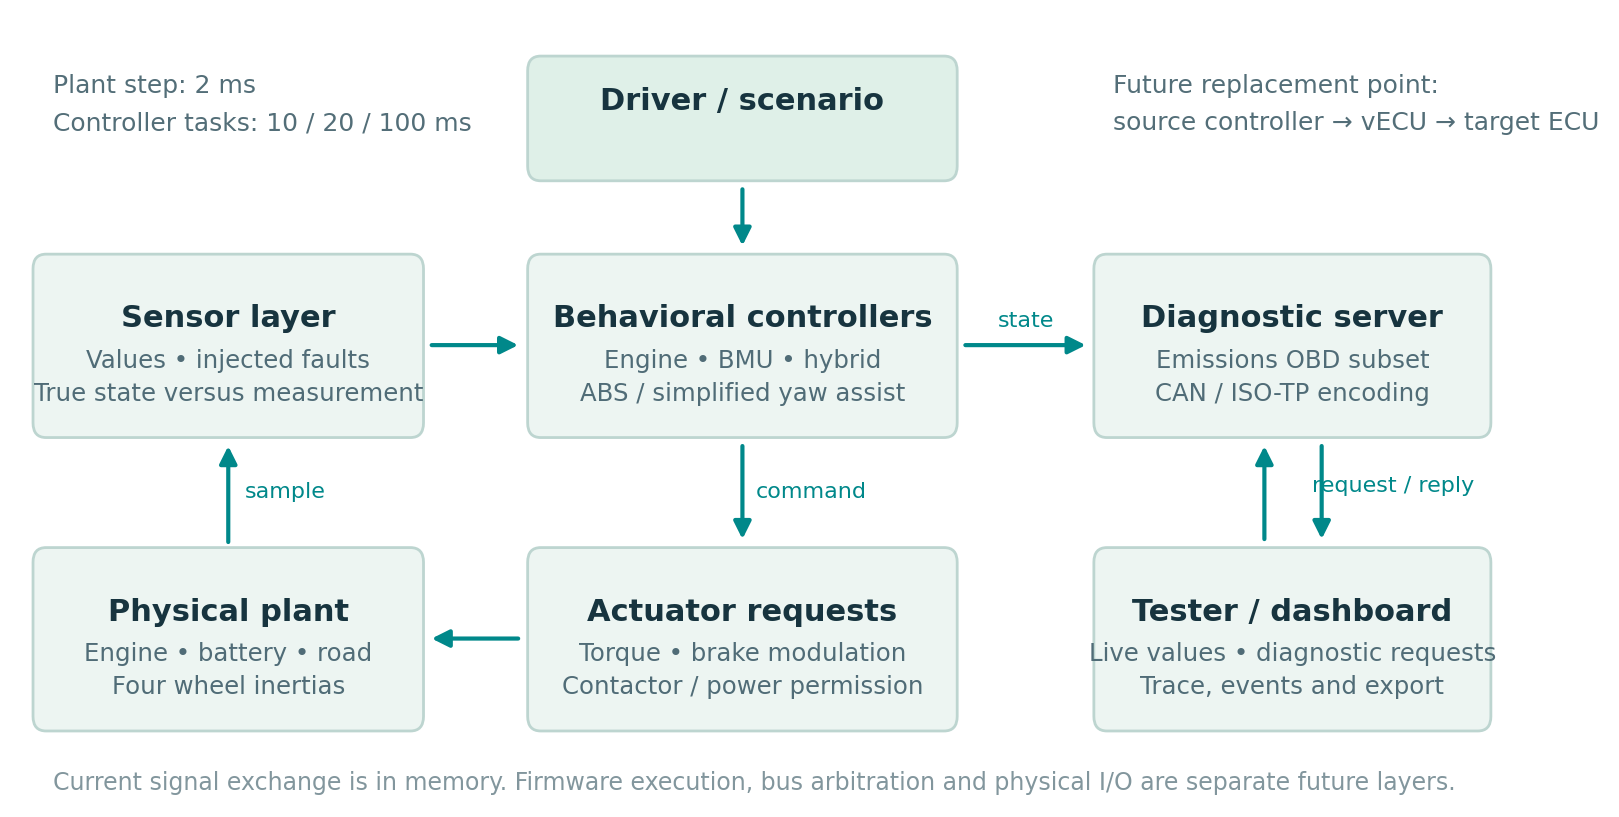 Plant step: 2 ms
Controller tasks: 10 / 20 / 100 ms
Driver / scenario
Future replacement point:
source controller → vECU → target ECU
Sensor layer
Values • injected faults
True state versus measurement
Behavioral controllers
Engine • BMU • hybrid
ABS / simplified yaw assist
state
Diagnostic server
Emissions OBD subset
CAN / ISO-TP encoding
sample
command
request / reply
Physical plant
Engine • battery • road
Four wheel inertias
Actuator requests
Torque • brake modulation
Contactor / power permission
Tester / dashboard
Live values • diagnostic requests
Trace, events and export
Current signal exchange is in memory. Firmware execution, bus arbitration and physical I/O are separate future layers.